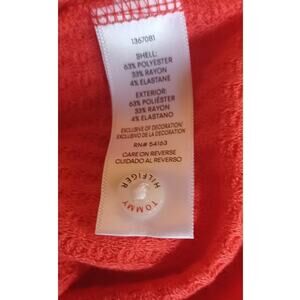 1367081
SHELL:
63% POLYESTER
33% RAYON
4% ELASTANE
EXTERIOR:
63% POLIÉSTER
33% RAYON
4% ELASTANO
EXCLUSIVE OF DECORATION/
EXCLUSIVO DE LA DECORATION
RN# 54163
CARE ON REVERSE
CUIDADO AL REVERSO
TOMMY
HILFIGER